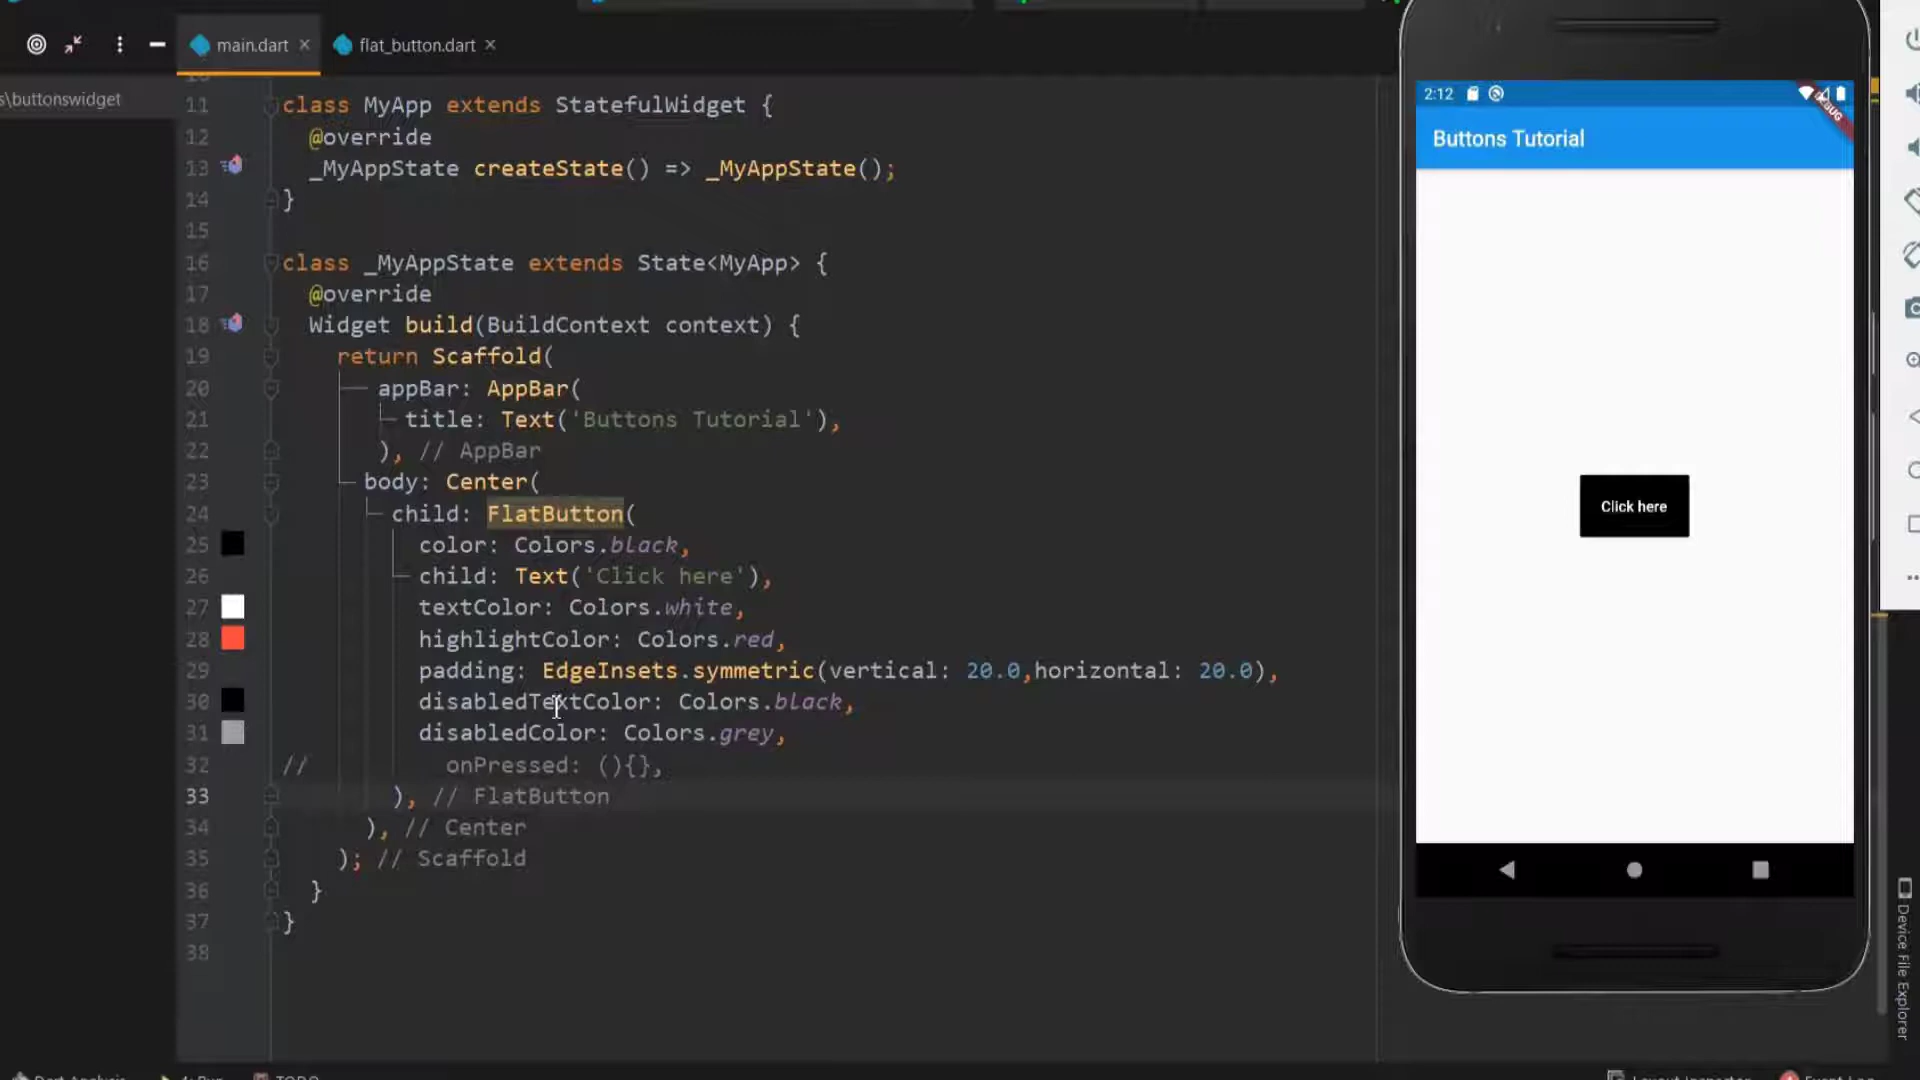 main.dart
flat_button.dart
s\buttonswidget
11 class MyApp extends StatefulWidget {
12 @override
13 _MyAppState createState() => _MyAppState();
14 }
15
16 class _MyAppState extends State<MyApp> {
17 @override
18 Widget build(BuildContext context) {
19 return Scaffold(
20 appBar: AppBar(
21 title: Text('Buttons Tutorial'),
22 ), // AppBar
23 body: Center(
24 child: FlatButton(
25 color: Colors.black,
26 child: Text('Click here'),
27 textColor: Colors.white,
28 highlightColor: Colors.red,
29 padding: EdgeInsets.symmetric(vertical: 20.0,horizontal: 20.0),
30 disabledTextColor: Colors.black,
31 disabledColor: Colors.grey,
32 // onPressed: (){},
33 ), // FlatButton
34 ), // Center
35 ); // Scaffold
36 }
37 }
38
2:12
DEBUG
Buttons Tutorial
Click here
Device File Explorer